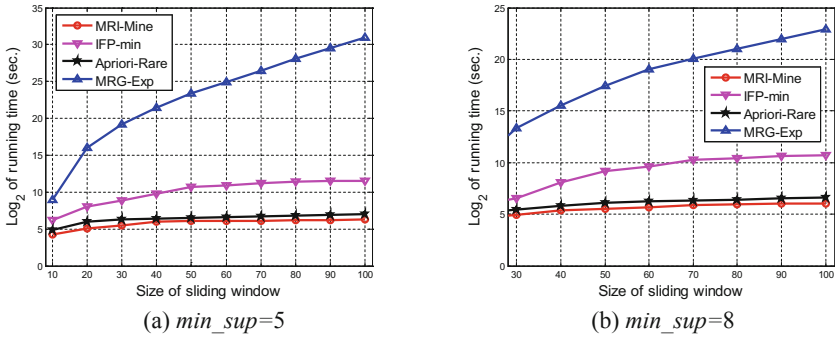 35
30
25
20
15
10
5
0
Log2 of running time (sec.)
MRI-Mine
IFP-min
Apriori-Rare
MRG-Exp
10 20 30 40 50 60 70 80 90 100
Size of sliding window
(a) min_sup=5
25
20
15
10
5
0
Log2 of running time (sec.)
MRI-Mine
IFP-min
Apriori-Rare
MRG-Exp
30 40 50 60 70 80 90 100
Size of sliding window
(b) min_sup=8